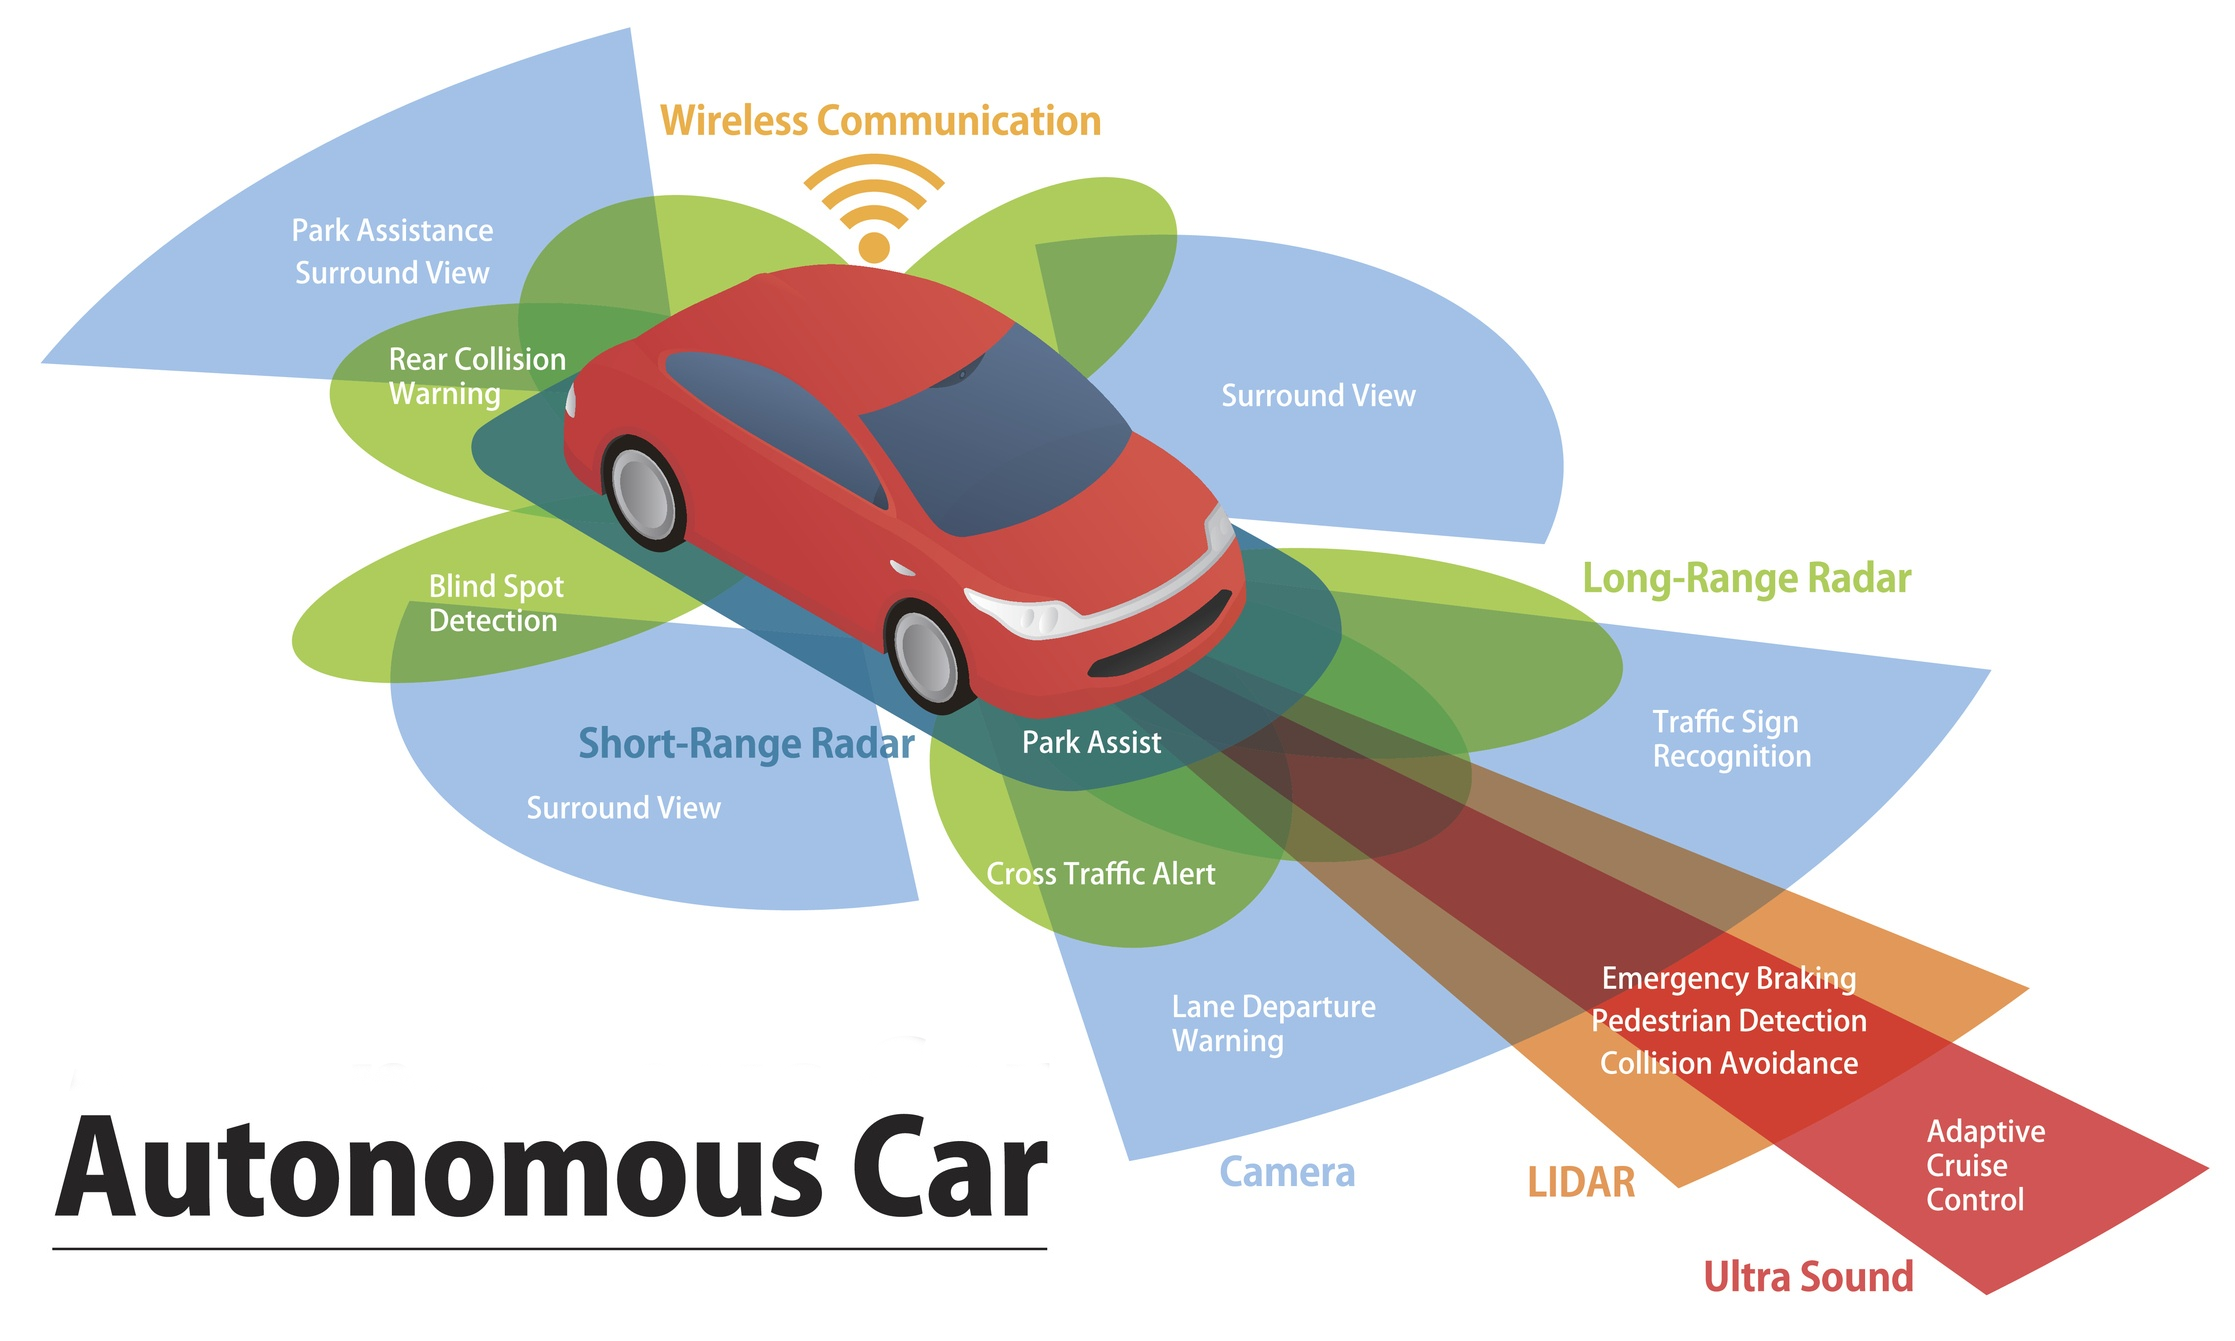 Wireless Communication
Park Assistance
Surround View
Rear Collision
Warning
Surround View
Blind Spot
Detection
Long-Range Radar
Traffic Sign
Recognition
Short-Range Radar
Park Assist
Surround View
Cross Traffic Alert
Lane Departure
Warning
Emergency Braking
Pedestrian Detection
Collision Avoidance
Adaptive
Cruise
Control
Camera
LIDAR
Ultra Sound
Autonomous Car